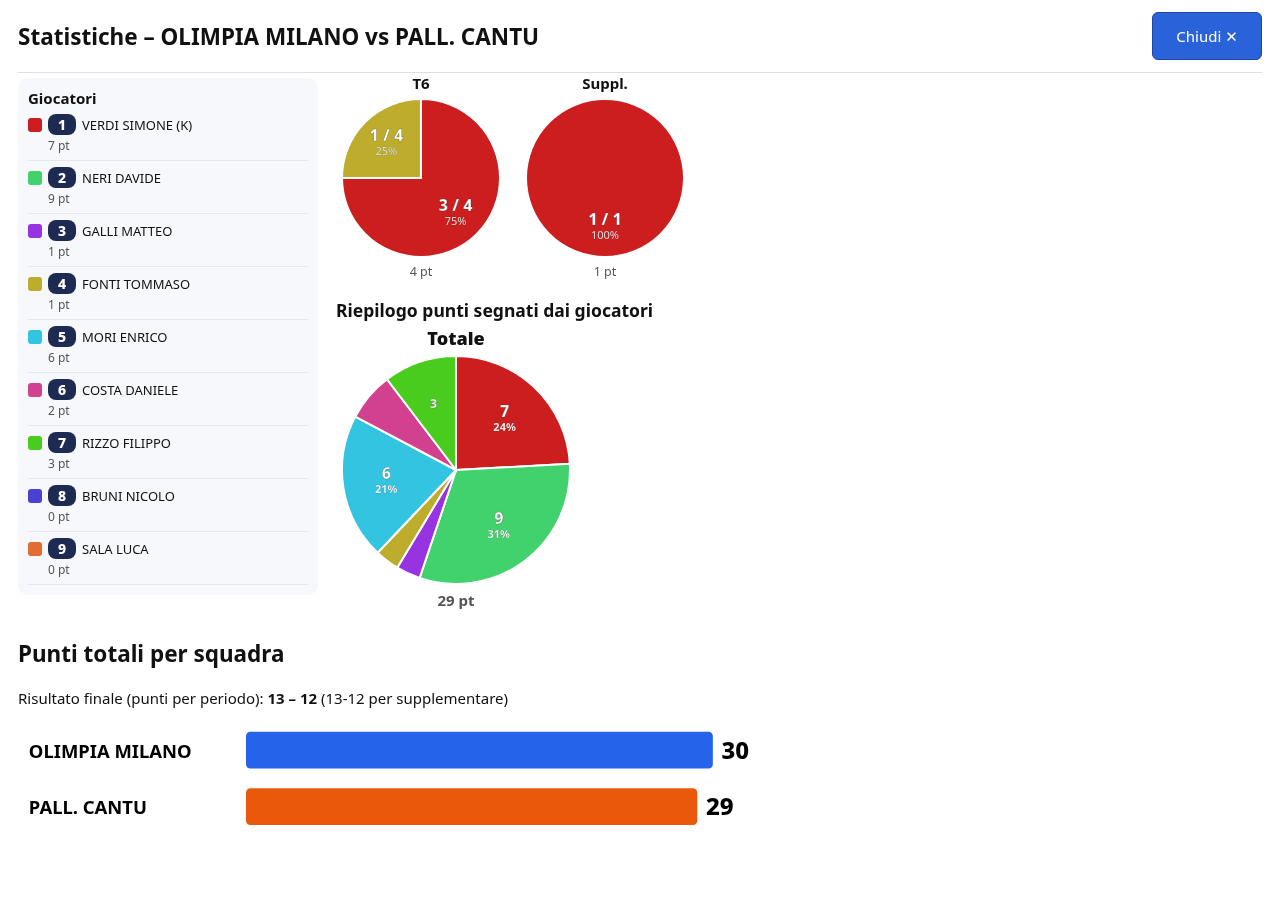 Statistiche – OLIMPIA MILANO vs PALL. CANTU
Chiudi ✕
Giocatori
1 VERDI SIMONE (K)
7 pt
2 NERI DAVIDE
9 pt
3 GALLI MATTEO
1 pt
4 FONTI TOMMASO
1 pt
5 MORI ENRICO
6 pt
6 COSTA DANIELE
2 pt
7 RIZZO FILIPPO
3 pt
8 BRUNI NICOLO
0 pt
9 SALA LUCA
0 pt
T6
1 / 4
25%
3 / 4
75%
4 pt
Suppl.
1 / 1
100%
1 pt
Riepilogo punti segnati dai giocatori
Totale
3
7
24%
6
21%
9
31%
29 pt
Punti totali per squadra
Risultato finale (punti per periodo): 13 – 12 (13-12 per supplementare)
OLIMPIA MILANO 30
PALL. CANTU 29